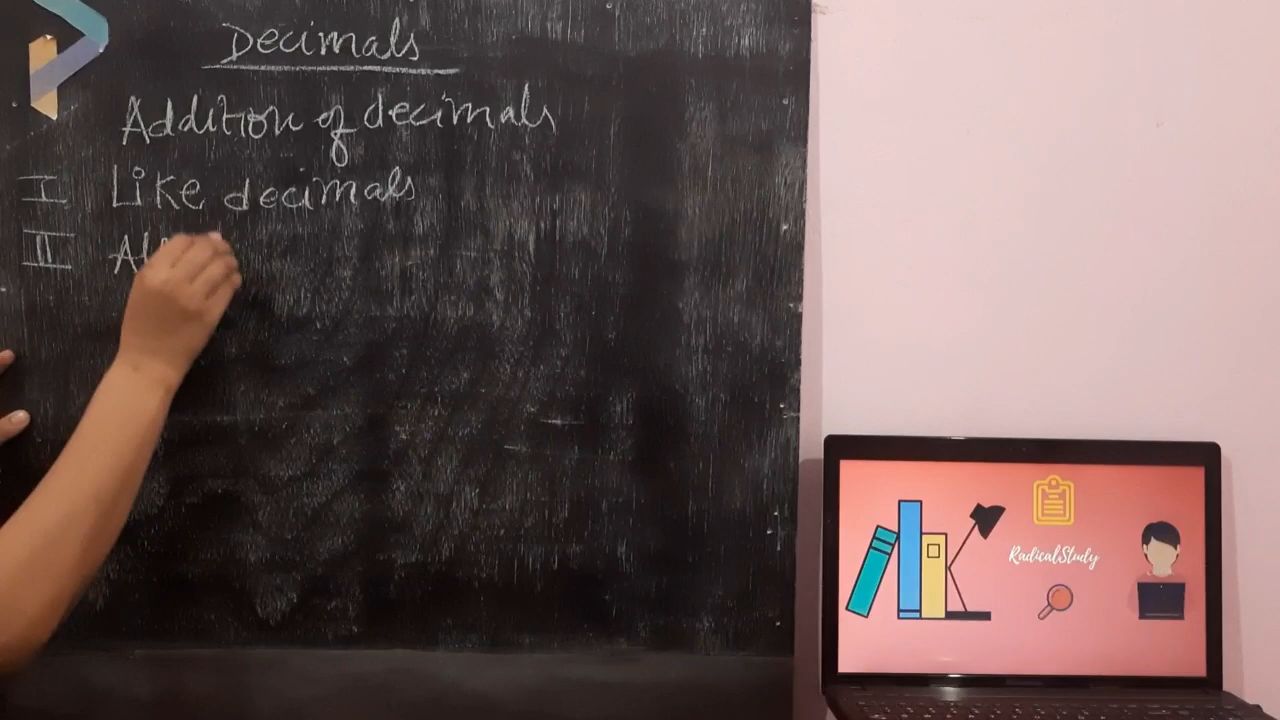 Decimals
Addition of decimals
I Like decimals
II
RadicalStudy